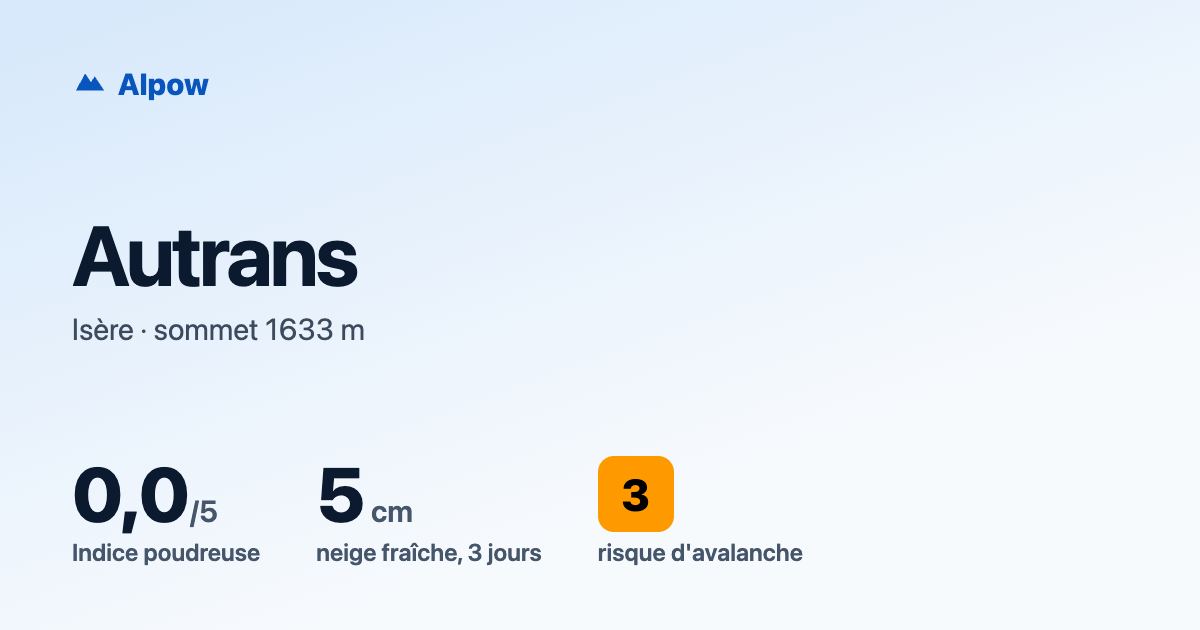 Alpow
Autrans
Isère · sommet 1633 m
0,0/5
Indice poudreuse
5 cm
neige fraîche, 3 jours
3
risque d'avalanche